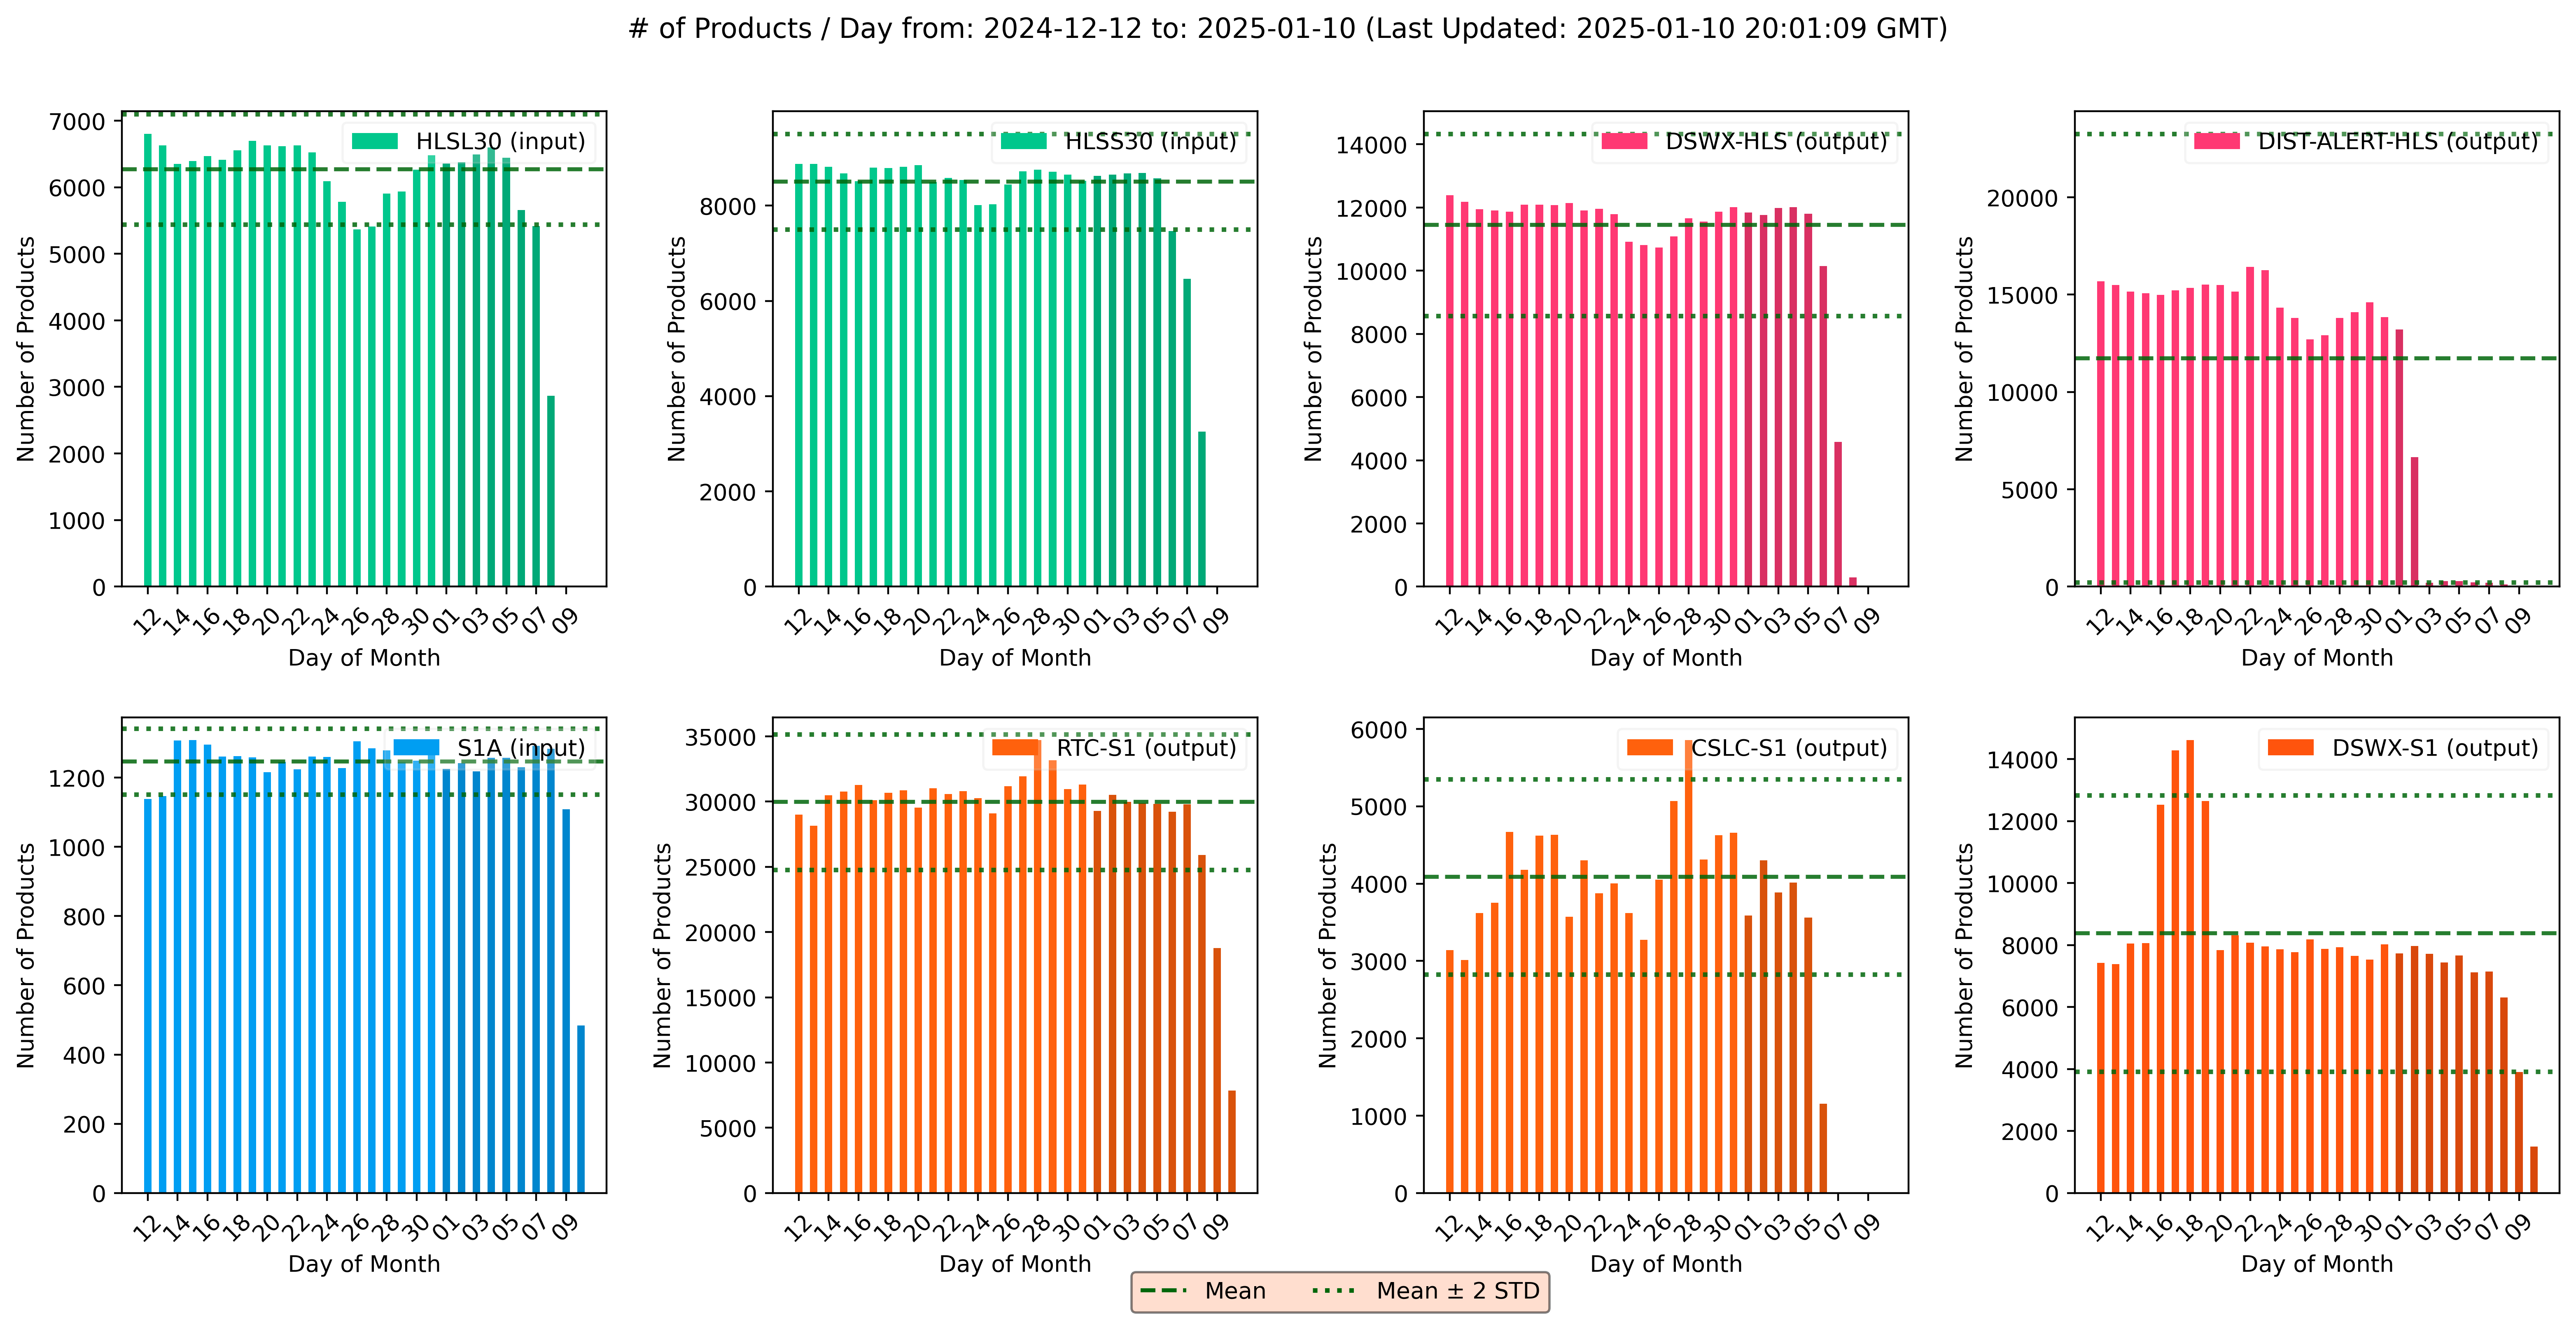 # of Products / Day from: 2024-12-12 to: 2025-01-10 (Last Updated: 2025-01-10 20:01:09 GMT)
HLSL30 (input)
Number of Products
7000
6000
5000
4000
3000
2000
1000
0
12 14 16 18 20 22 24 26 28 30 01 03 05 07 09
Day of Month
HLSS30 (input)
Number of Products
8000
6000
4000
2000
0
12 14 16 18 20 22 24 26 28 30 01 03 05 07 09
Day of Month
DSWX-HLS (output)
Number of Products
14000
12000
10000
8000
6000
4000
2000
0
12 14 16 18 20 22 24 26 28 30 01 03 05 07 09
Day of Month
DIST-ALERT-HLS (output)
Number of Products
20000
15000
10000
5000
0
12 14 16 18 20 22 24 26 28 30 01 03 05 07 09
Day of Month
S1A (input)
Number of Products
1200
1000
800
600
400
200
0
12 14 16 18 20 22 24 26 28 30 01 03 05 07 09
Day of Month
RTC-S1 (output)
Number of Products
35000
30000
25000
20000
15000
10000
5000
0
12 14 16 18 20 22 24 26 28 30 01 03 05 07 09
Day of Month
CSLC-S1 (output)
Number of Products
6000
5000
4000
3000
2000
1000
0
12 14 16 18 20 22 24 26 28 30 01 03 05 07 09
Day of Month
DSWX-S1 (output)
Number of Products
14000
12000
10000
8000
6000
4000
2000
0
12 14 16 18 20 22 24 26 28 30 01 03 05 07 09
Day of Month
Mean
Mean ± 2 STD